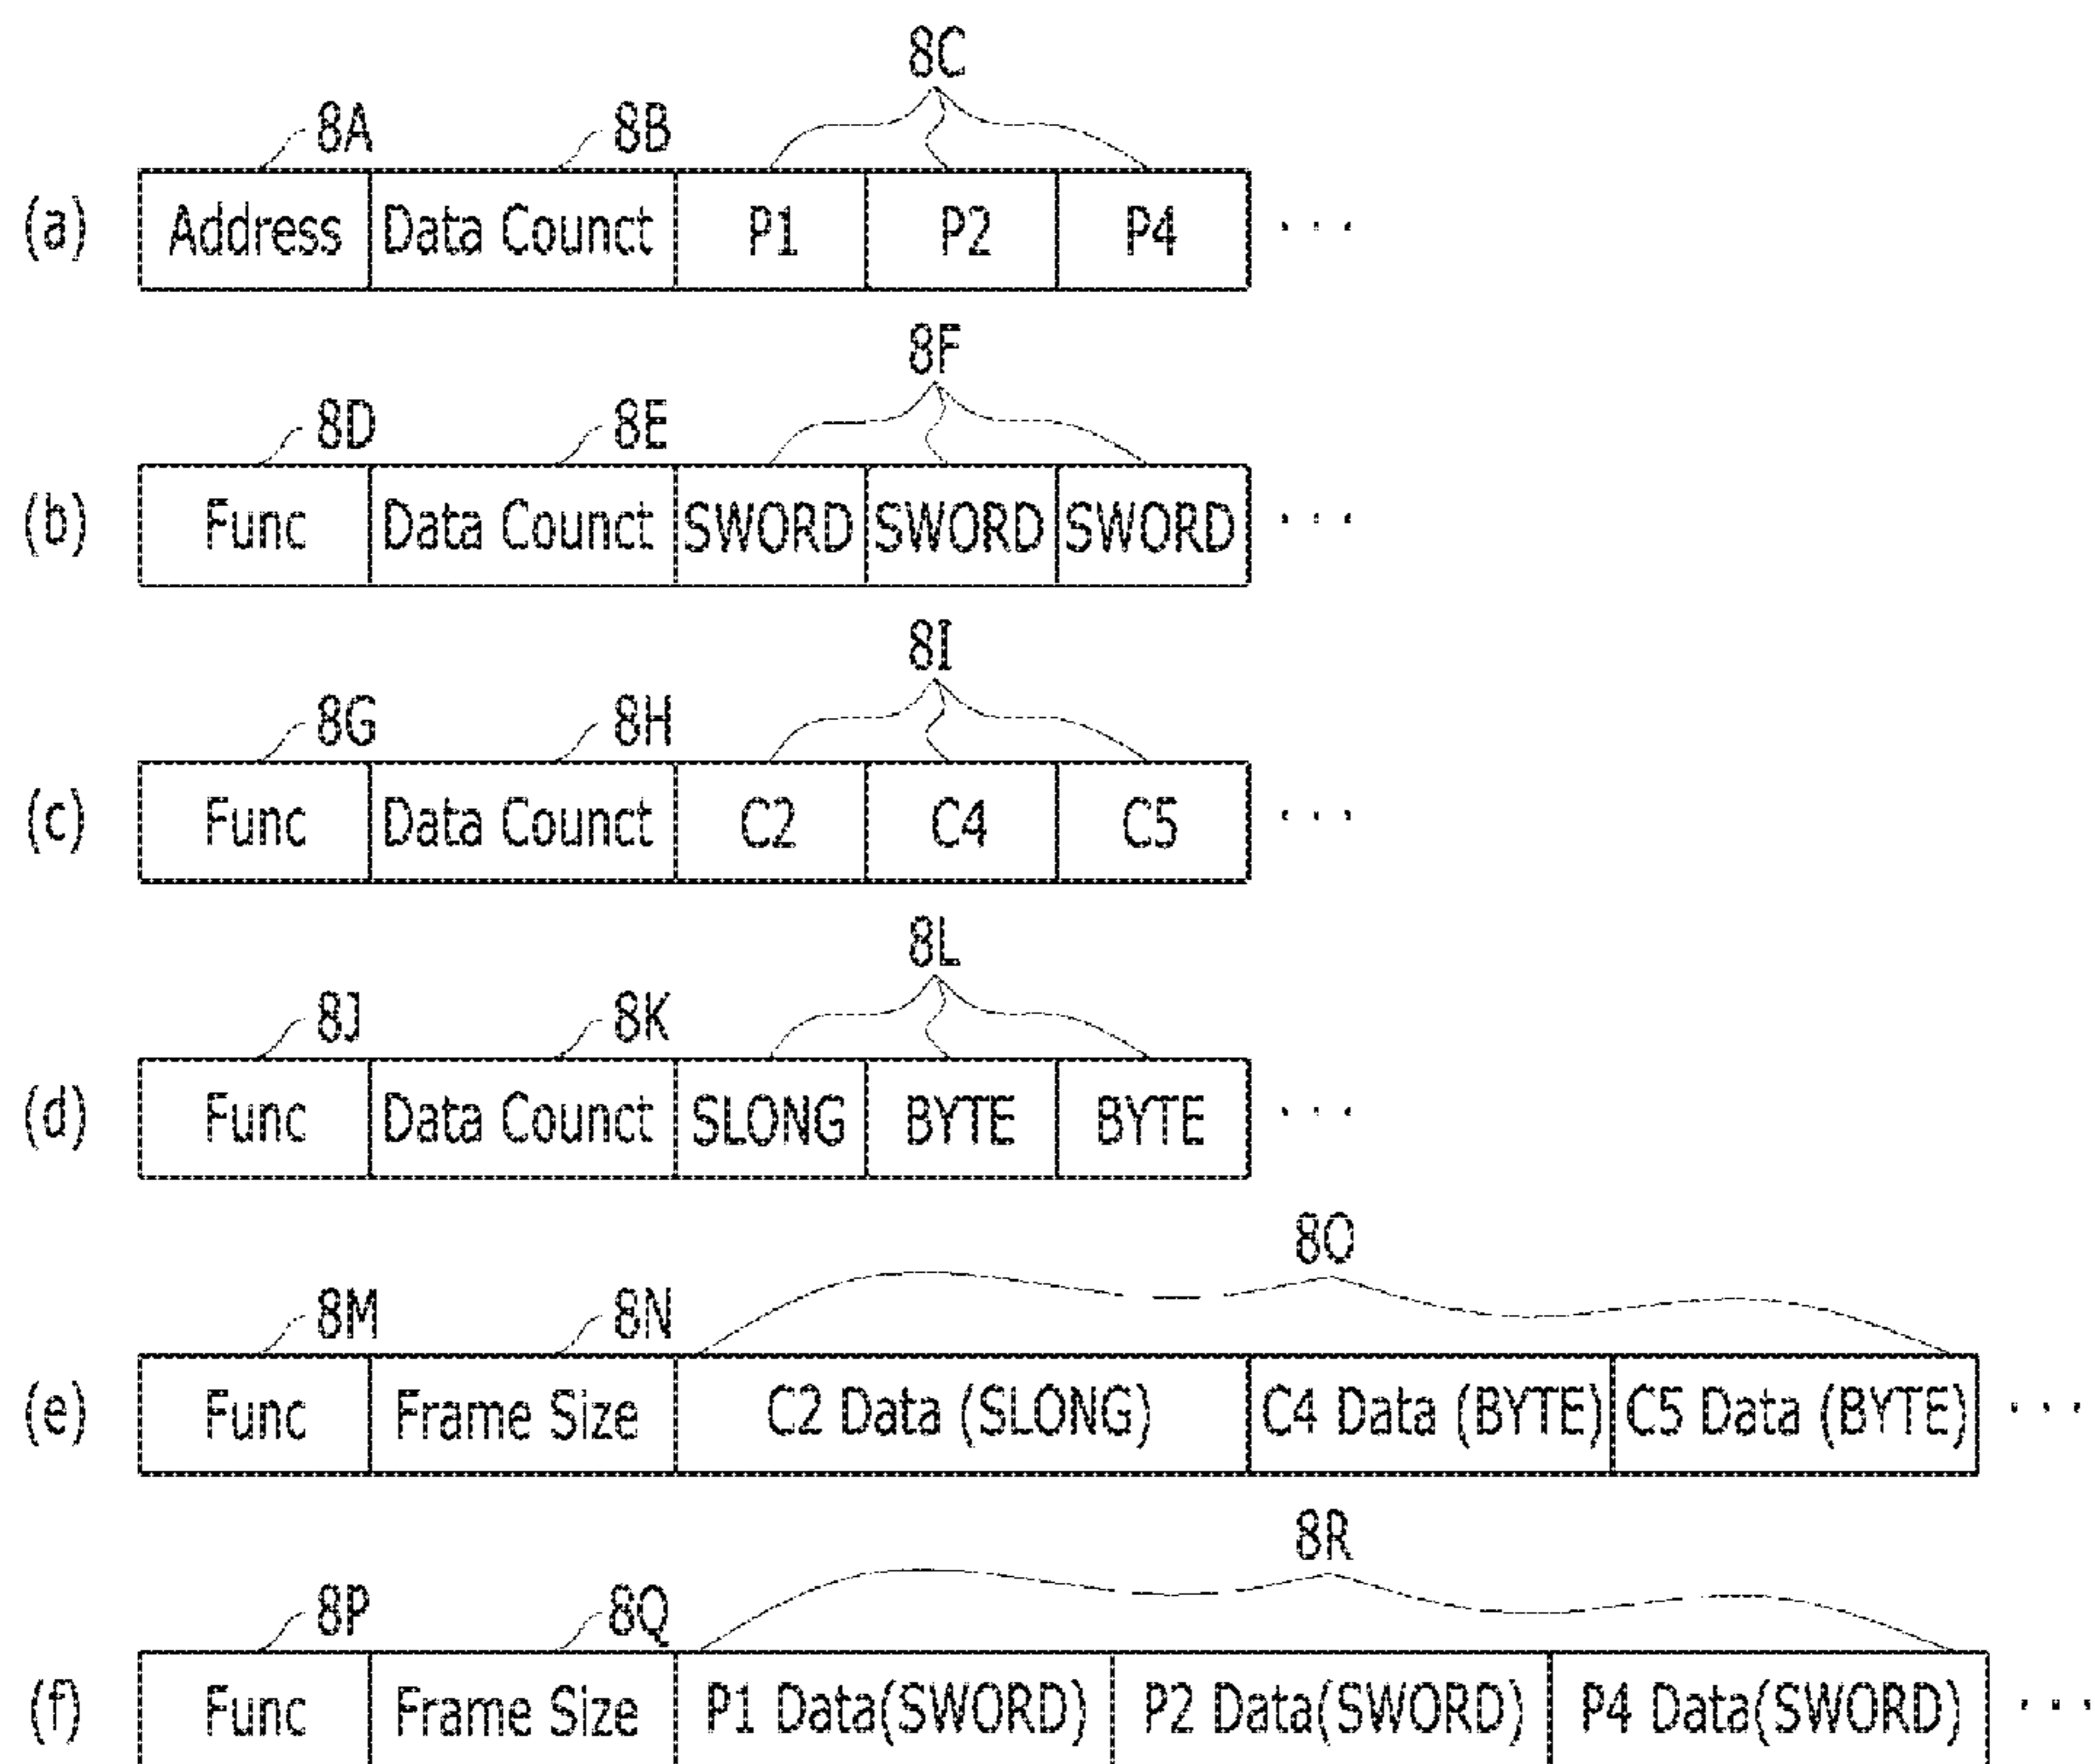 8C
8A 8B
(a) Address Data Counct P1 P2 P4 ...
8F
8D 8E
(b) Func Data Counct SWORD SWORD SWORD ...
8I
8G 8H
(c) Func Data Counct C2 C4 C5 ...
8L
8J 8K
(d) Func Data Counct SLONG BYTE BYTE ...
8O
8M 8N
(e) Func Frame Size C2 Data (SLONG) C4 Data (BYTE) C5 Data (BYTE) ...
8R
8P 8Q
(f) Func Frame Size P1 Data(SWORD) P2 Data(SWORD) P4 Data(SWORD) ...